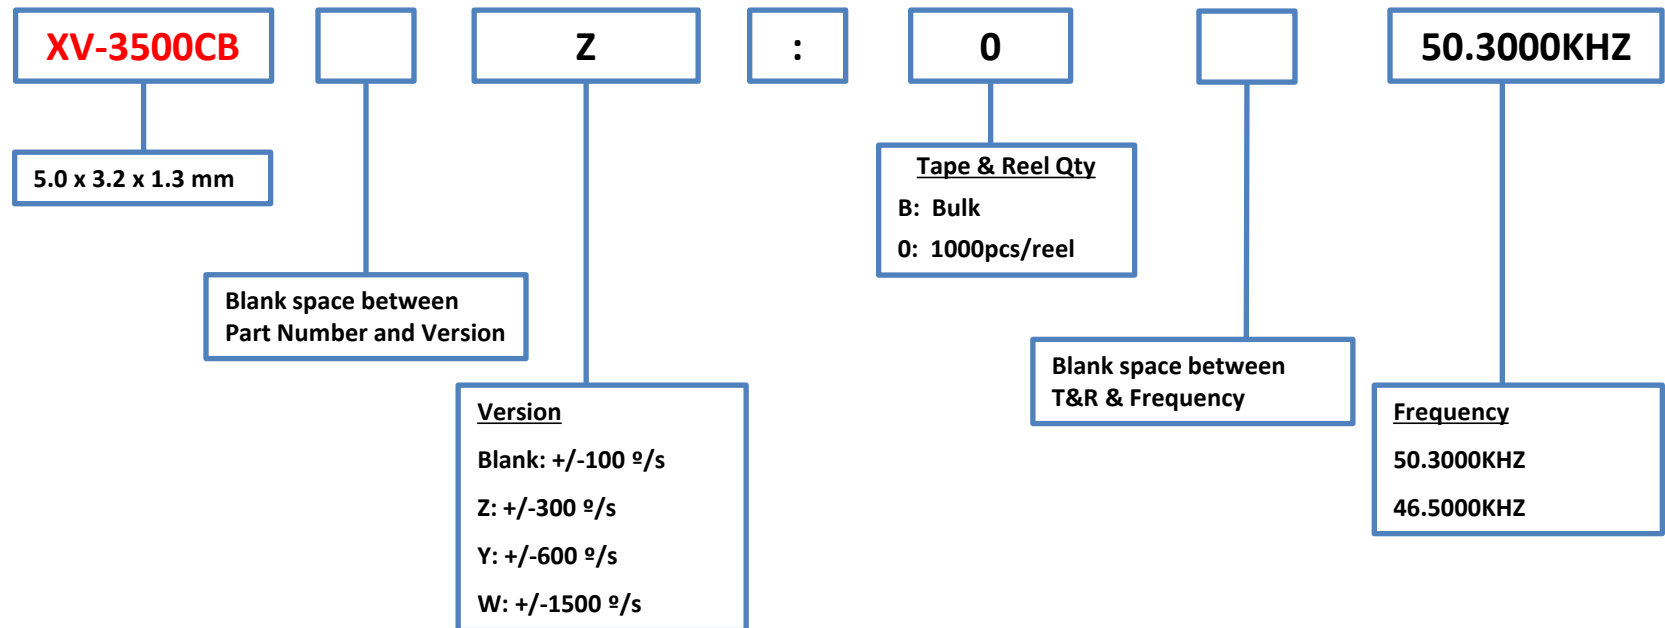 XV-3500CB Z : 0 50.3000KHZ
5.0 x 3.2 x 1.3 mm
Tape & Reel Qty
B: Bulk
0: 1000pcs/reel
Blank space between
Part Number and Version
Blank space between
T&R & Frequency
Version
Blank: +/-100 º/s
Z: +/-300 º/s
Y: +/-600 º/s
W: +/-1500 º/s
Frequency
50.3000KHZ
46.5000KHZ